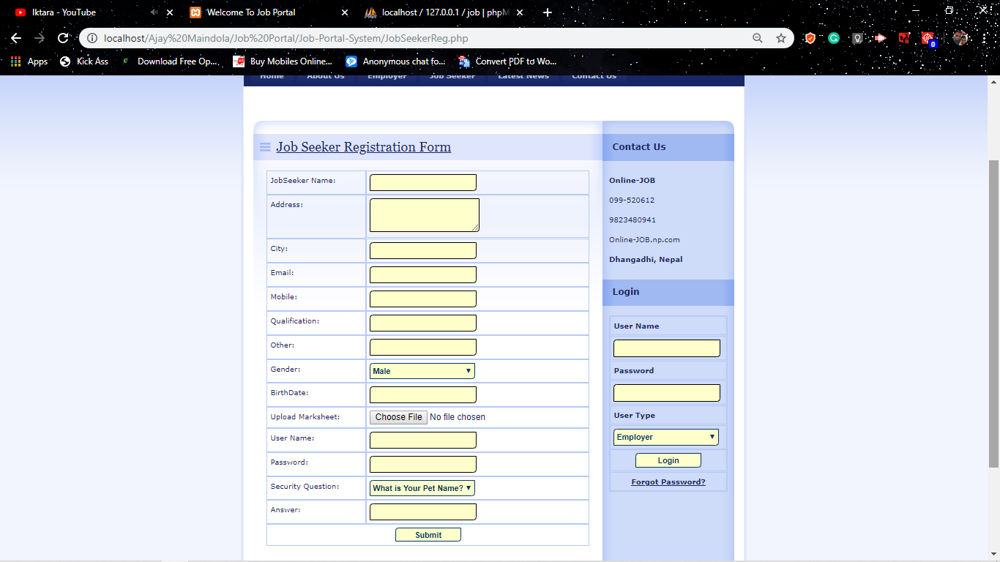 Iktara - YouTube
Welcome To Job Portal
localhost / 127.0.0.1 / job | phpM
localhost/Ajay%20Maindola/Job%20Portal/Job-Portal-System/JobSeekerReg.php
0
Apps
Kick Ass
Download Free Op...
Buy Mobiles Online...
Anonymous chat fo...
Convert PDF to Wo...
Home About Us Employer Job Seeker Latest News Contact Us
Job Seeker Registration Form
JobSeeker Name:
Address:
City:
Email:
Mobile:
Qualification:
Other:
Gender: Male
BirthDate:
Upload Marksheet: Choose File No file chosen
User Name:
Password:
Security Question: What is Your Pet Name?
Answer:
Submit
Contact Us
Online-JOB
099-520612
9823480941
Online-JOB.np.com
Dhangadhi, Nepal
Login
User Name
Password
User Type
Employer
Login
Forgot Password?